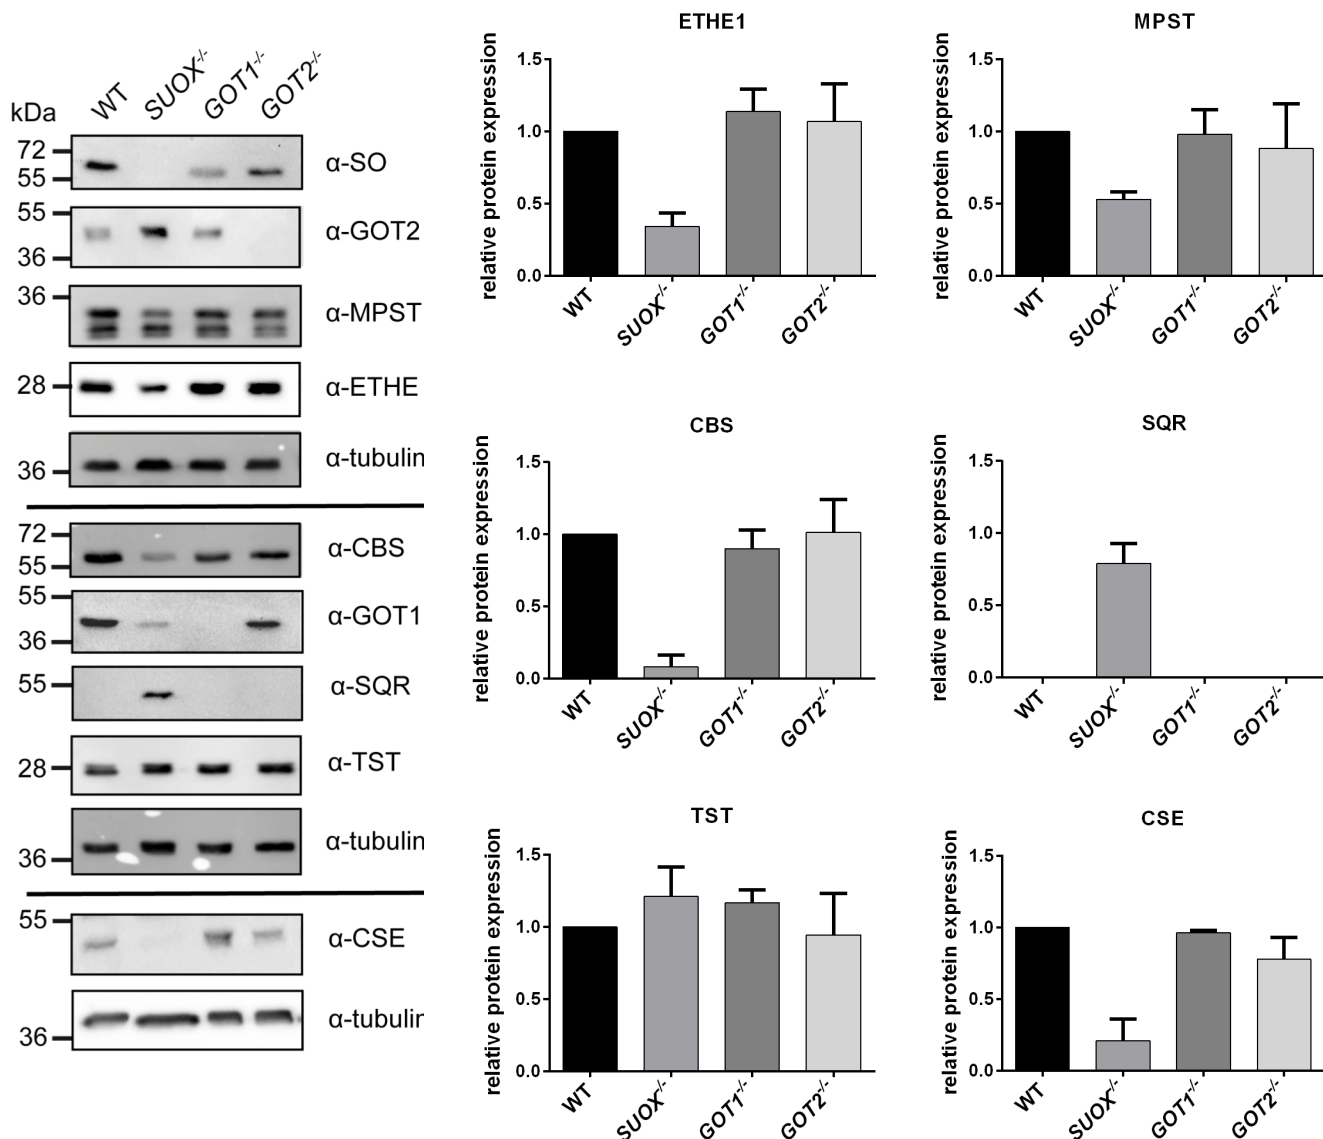 kDa
WT
SUOX-/-
GOT1-/-
GOT2-/-
72
55
α-SO
55
36
α-GOT2
36
α-MPST
28
α-ETHE
36
α-tubulin
72
55
α-CBS
55
36
α-GOT1
55
α-SQR
28
α-TST
36
α-tubulin
55
α-CSE
36
α-tubulin
ETHE1
relative protein expression
1.5
1.0
0.5
0.0
WT
SUOX-/-
GOT1-/-
GOT2-/-
MPST
relative protein expression
1.5
1.0
0.5
0.0
WT
SUOX-/-
GOT1-/-
GOT2-/-
CBS
relative protein expression
1.5
1.0
0.5
0.0
WT
SUOX-/-
GOT1-/-
GOT2-/-
SQR
relative protein expression
1.5
1.0
0.5
0.0
WT
SUOX-/-
GOT1-/-
GOT2-/-
TST
relative protein expression
1.5
1.0
0.5
0.0
WT
SUOX-/-
GOT1-/-
GOT2-/-
CSE
relative protein expression
1.5
1.0
0.5
0.0
WT
SUOX-/-
GOT1-/-
GOT2-/-